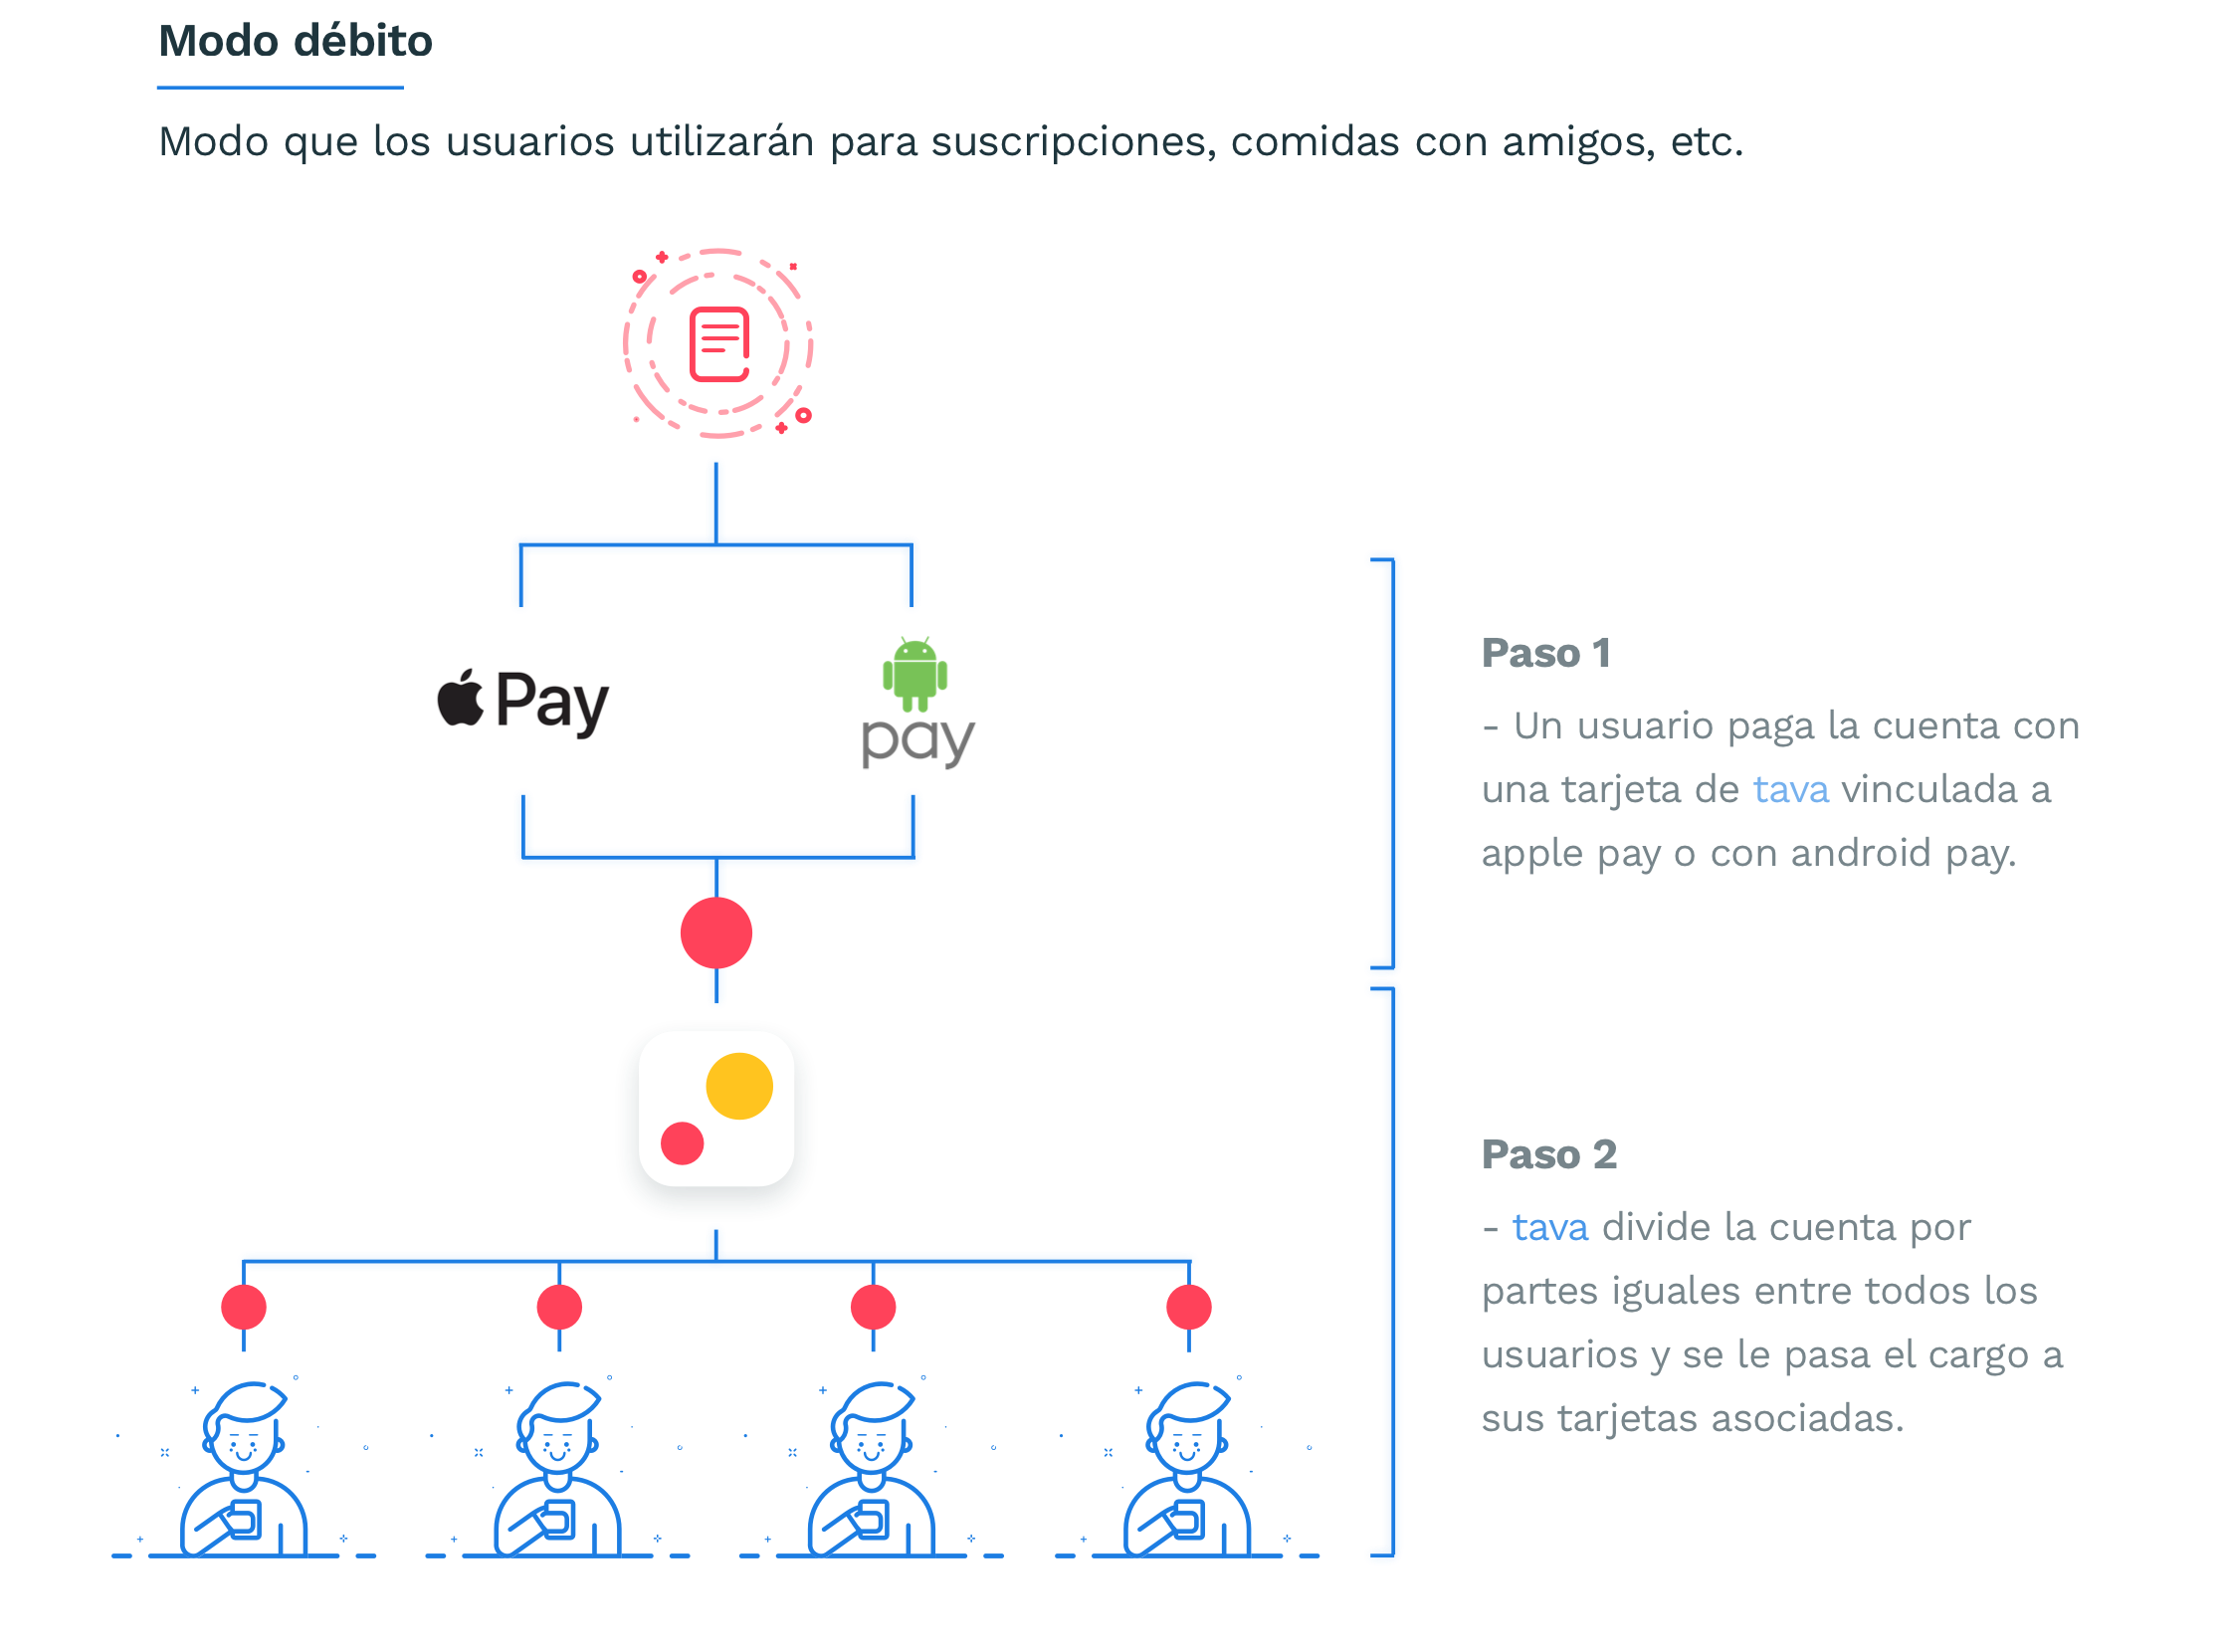 Modo débito
Modo que los usuarios utilizarán para suscripciones, comidas con amigos, etc.
Pay
pay
Paso 1
- Un usuario paga la cuenta con
una tarjeta de tava vinculada a
apple pay o con android pay.
Paso 2
- tava divide la cuenta por
partes iguales entre todos los
usuarios y se le pasa el cargo a
sus tarjetas asociadas.